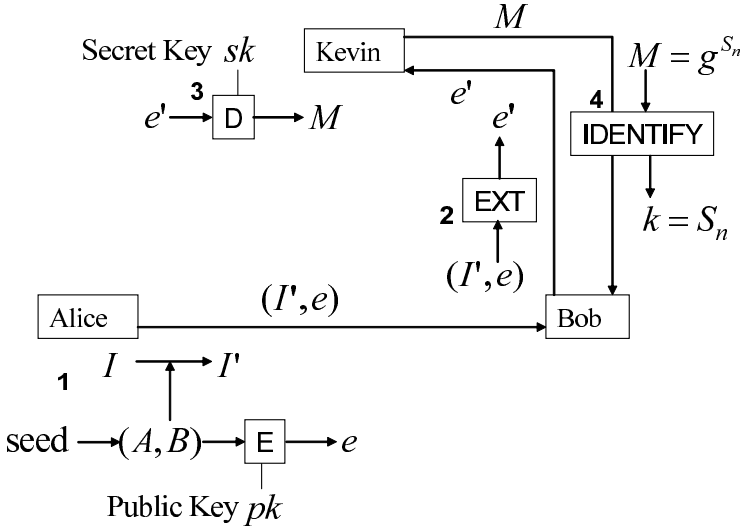 M
Secret Key sk
Kevin
M = g^{S_n}
3
e'
D
M
e'
4
e'
IDENTIFY
EXT
2
k = S_n
(I', e)
(I', e)
Alice
Bob
I
I'
1
seed
(A, B)
E
e
Public Key pk